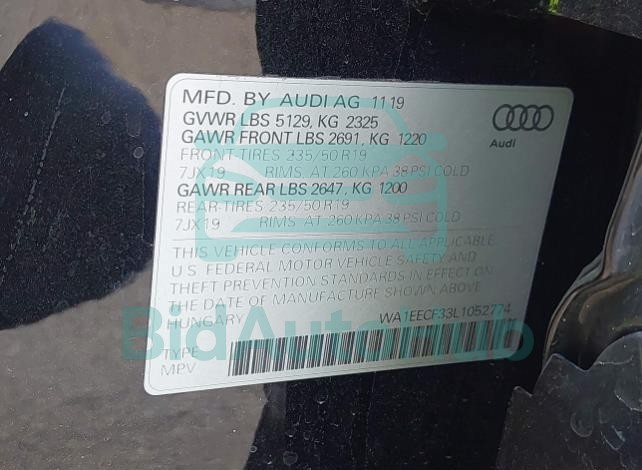 MFD. BY AUDI AG 11 19
GVWR LBS 5129, KG 2325
GAWR FRONT LBS 2691, KG 1220
FRONT-TIRES 235/50 R19
7JX19 RIMS, AT 260 KPA 38 PSI COLD
GAWR REAR LBS 2647, KG 1200
REAR-TIRES 235/50 R19
7JX19 RIMS, AT 260 KPA 38 PSI COLD
Audi
THIS VEHICLE CONFORMS TO ALL APPLICABLE
U.S. FEDERAL MOTOR VEHICLE SAFETY AND
THEFT PREVENTION STANDARDS IN EFFECT ON
THE DATE OF MANUFACTURE SHOWN ABOVE
HUNGARY WA1EECF33L1052774
TYPE
MPV
BidAutoHub